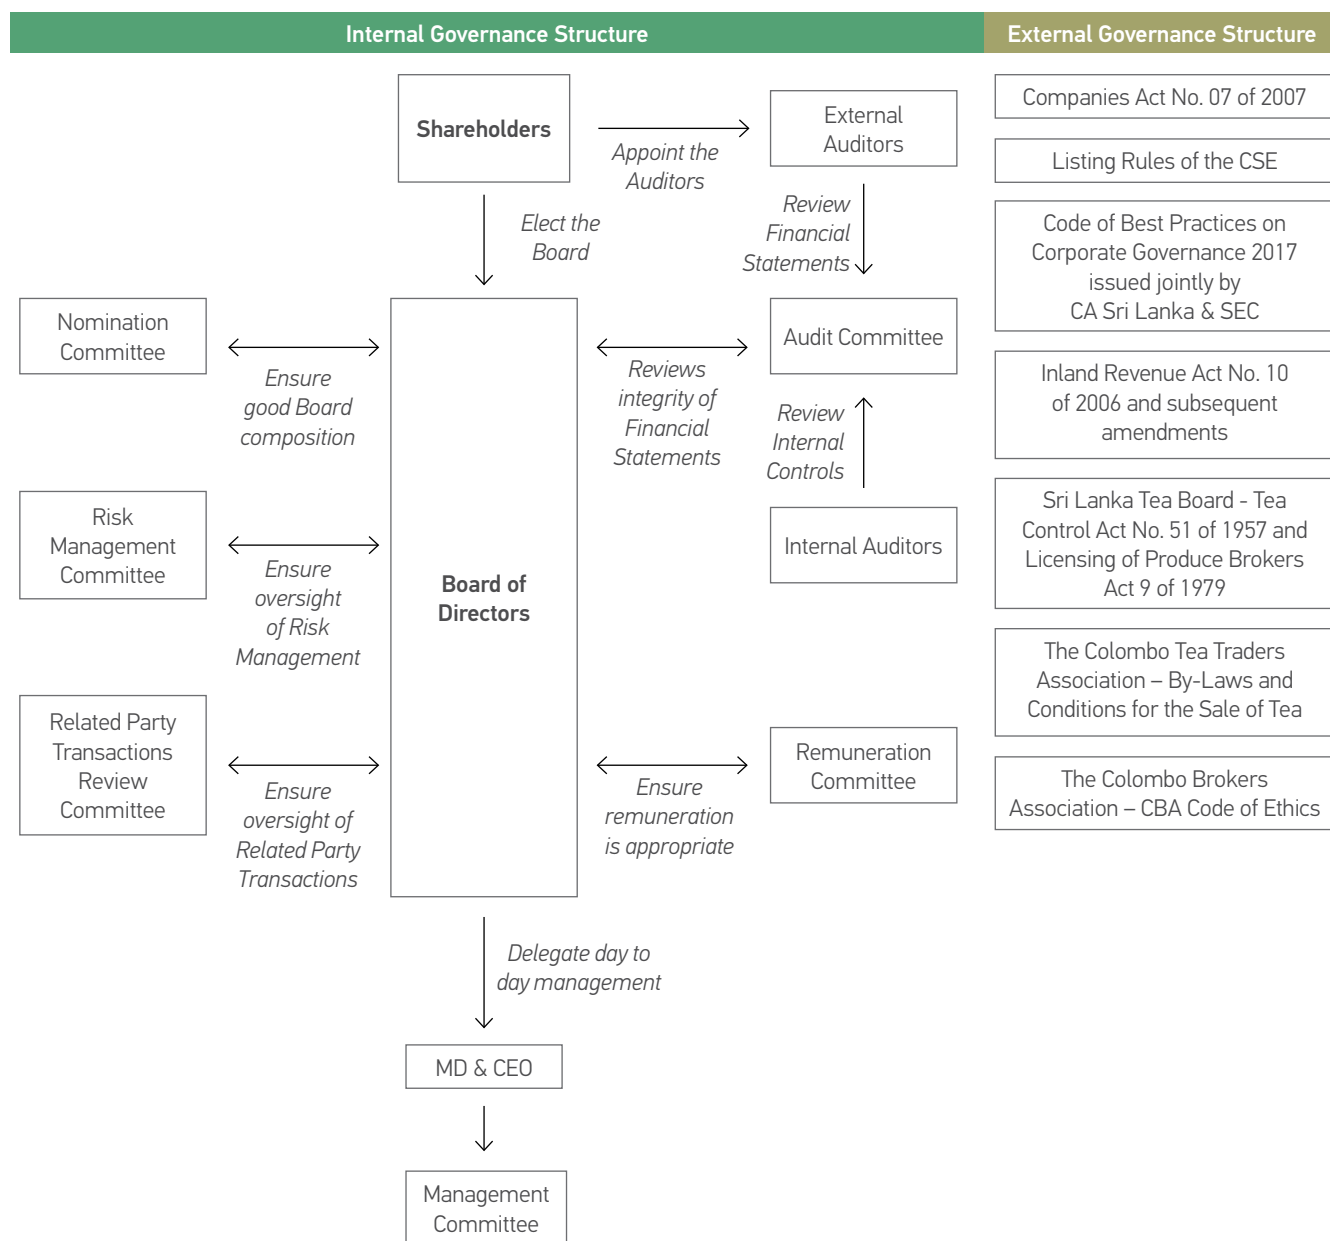 Internal Governance Structure
External Governance Structure
Shareholders
Appoint the
Auditors
External
Auditors
Elect the
Board
Review
Financial
Statements
Nomination
Committee
Ensure
good Board
composition
Board of
Directors
Reviews
integrity of
Financial
Statements
Audit Committee
Review
Internal
Controls
Internal Auditors
Risk
Management
Committee
Ensure
oversight
of Risk
Management
Related Party
Transactions
Review
Committee
Ensure
oversight of
Related Party
Transactions
Ensure
remuneration
is appropriate
Remuneration
Committee
Delegate day to
day management
MD & CEO
Management
Committee
Companies Act No. 07 of 2007
Listing Rules of the CSE
Code of Best Practices on
Corporate Governance 2017
issued jointly by
CA Sri Lanka & SEC
Inland Revenue Act No. 10
of 2006 and subsequent
amendments
Sri Lanka Tea Board - Tea
Control Act No. 51 of 1957 and
Licensing of Produce Brokers
Act 9 of 1979
The Colombo Tea Traders
Association – By-Laws and
Conditions for the Sale of Tea
The Colombo Brokers
Association – CBA Code of Ethics